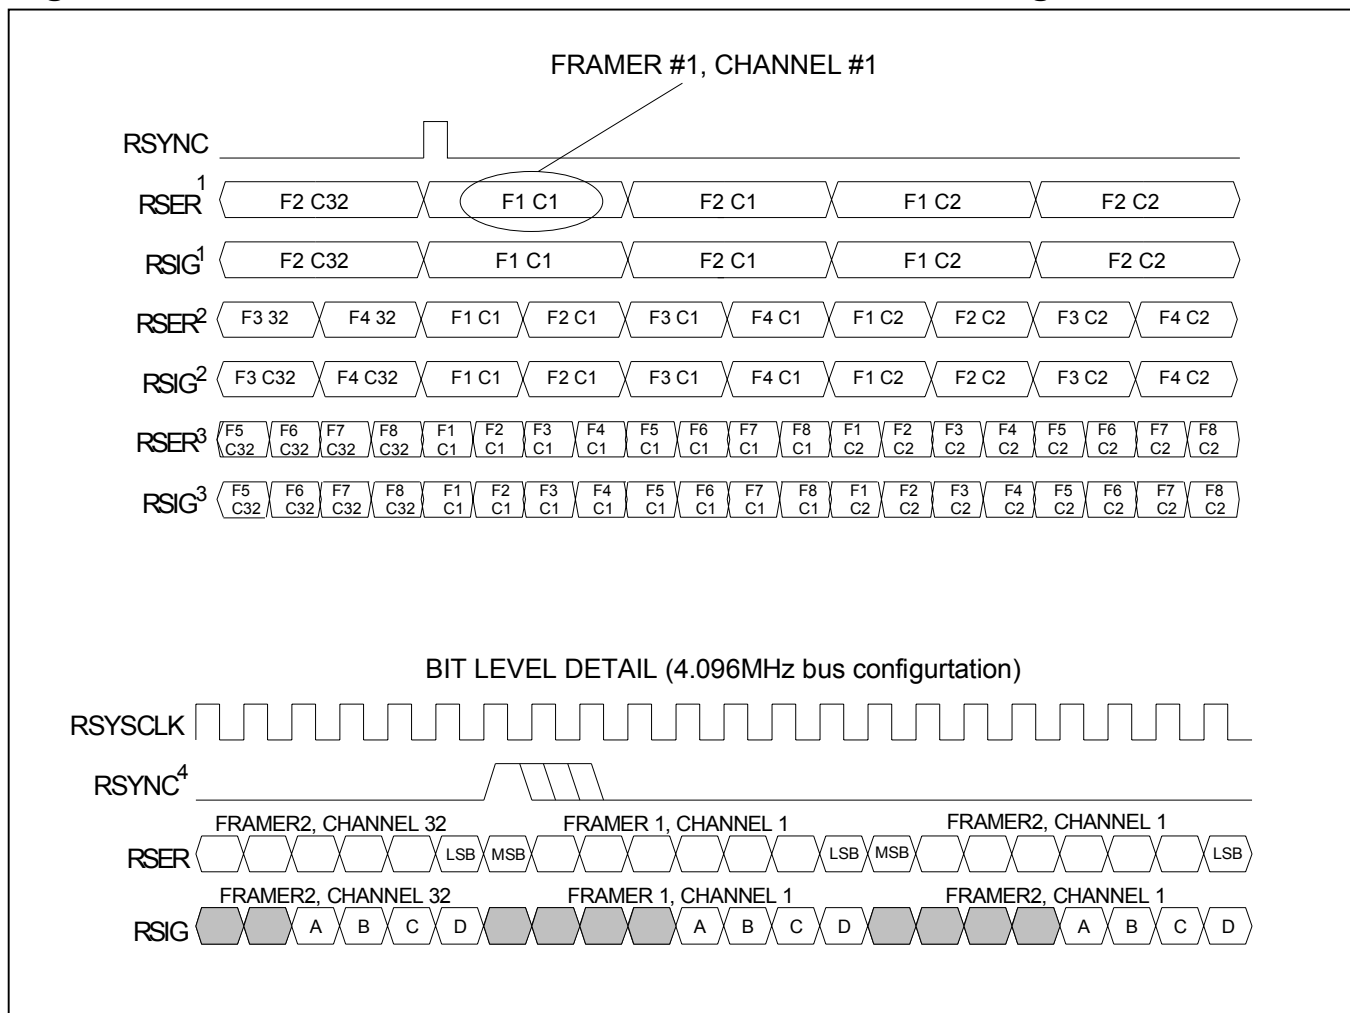 FRAMER #1, CHANNEL #1
RSYNC
RSER1 F2 C32 F1 C1 F2 C1 F1 C2 F2 C2
RSIG1 F2 C32 F1 C1 F2 C1 F1 C2 F2 C2
RSER2 F3 32 F4 32 F1 C1 F2 C1 F3 C1 F4 C1 F1 C2 F2 C2 F3 C2 F4 C2
RSIG2 F3 C32 F4 C32 F1 C1 F2 C1 F3 C1 F4 C1 F1 C2 F2 C2 F3 C2 F4 C2
RSER3 F5 C32 F6 C32 F7 C32 F8 C32 F1 C1 F2 C1 F3 C1 F4 C1 F5 C1 F6 C1 F7 C1 F8 C1 F1 C2 F2 C2 F3 C2 F4 C2 F5 C2 F6 C2 F7 C2 F8 C2
RSIG3 F5 C32 F6 C32 F7 C32 F8 C32 F1 C1 F2 C1 F3 C1 F4 C1 F5 C1 F6 C1 F7 C1 F8 C1 F1 C2 F2 C2 F3 C2 F4 C2 F5 C2 F6 C2 F7 C2 F8 C2
BIT LEVEL DETAIL (4.096MHz bus configurtation)
RSYSCLK
RSYNC4
FRAMER2, CHANNEL 32 FRAMER 1, CHANNEL 1 FRAMER2, CHANNEL 1
RSER LSB MSB LSB MSB LSB
FRAMER2, CHANNEL 32 FRAMER 1, CHANNEL 1 FRAMER2, CHANNEL 1
RSIG A B C D A B C D A B C D